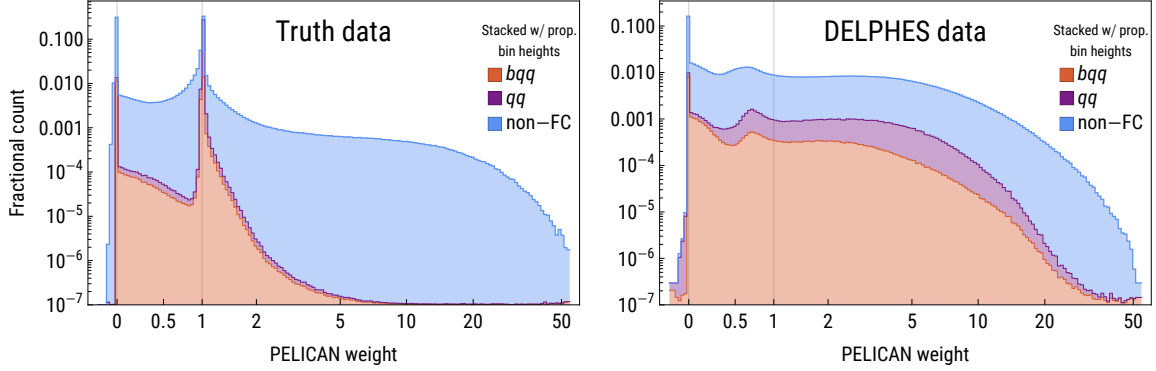 Truth data
Stacked w/ prop.
bin heights
bqq
qq
non−FC
Fractional count
0.100
0.010
0.001
10−4
10−5
10−6
10−7
0 0.5 1 2 5 10 20 50
PELICAN weight
DELPHES data
Stacked w/ prop.
bin heights
bqq
qq
non−FC
0.100
0.010
0.001
10−4
10−5
10−6
10−7
0 0.5 1 2 5 10 20 50
PELICAN weight